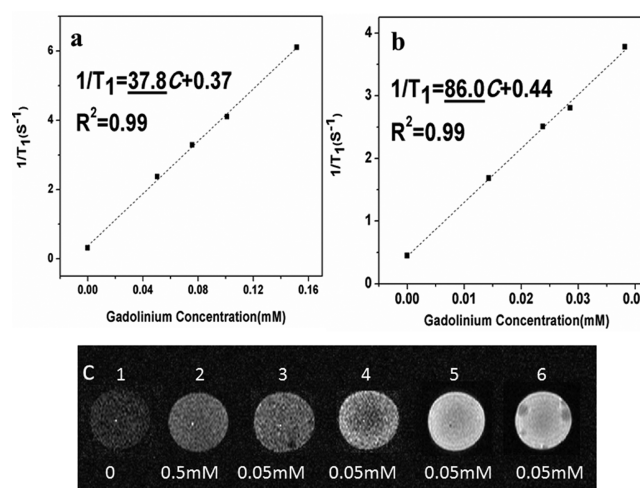 a
1/T1=37.8C+0.37
R2=0.99
1/T1(S-1)
6
4
2
0
0.00 0.04 0.08 0.12 0.16
Gadolinium Concentration(mM)
b
1/T1=86.0C+0.44
R2=0.99
1/T1(S-1)
4
3
2
1
0
0.00 0.01 0.02 0.03
Gadolinium Concentration(mM)
C 1 2 3 4 5 6
0 0.5mM 0.05mM 0.05mM 0.05mM 0.05mM